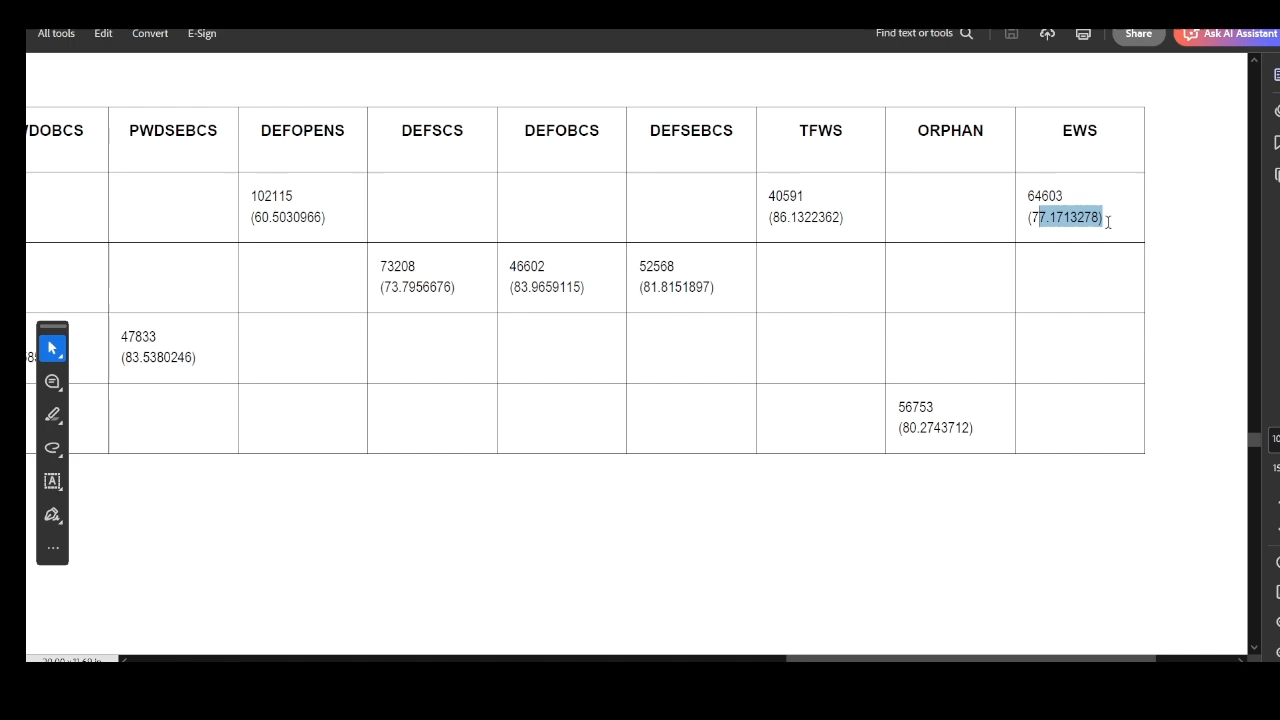 All tools Edit Convert E-Sign Find text or tools Share Ask AI Assistant
DOBCS PWDSEBCS DEFOPENS DEFSCS DEFOBCS DEFSEBCS TFWS ORPHAN EWS
102115 40591 64603
(60.5030966) (86.1322362) (77.1713278)
73208 46602 52568
(73.7956676) (83.9659115) (81.8151897)
47833
(83.5380246)
56753
(80.2743712)